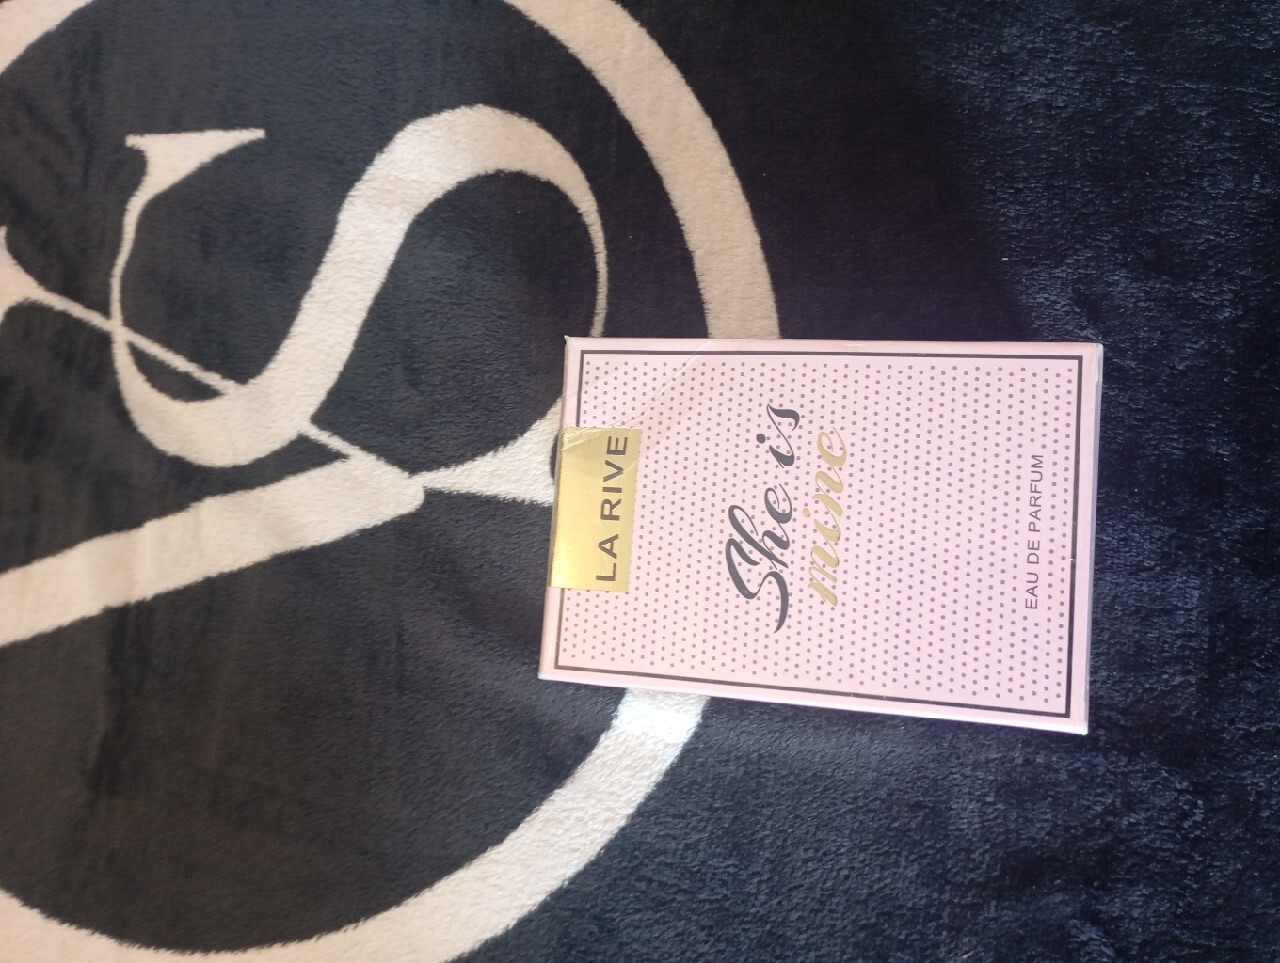 LA RIVE
She is
mine
EAU DE PARFUM